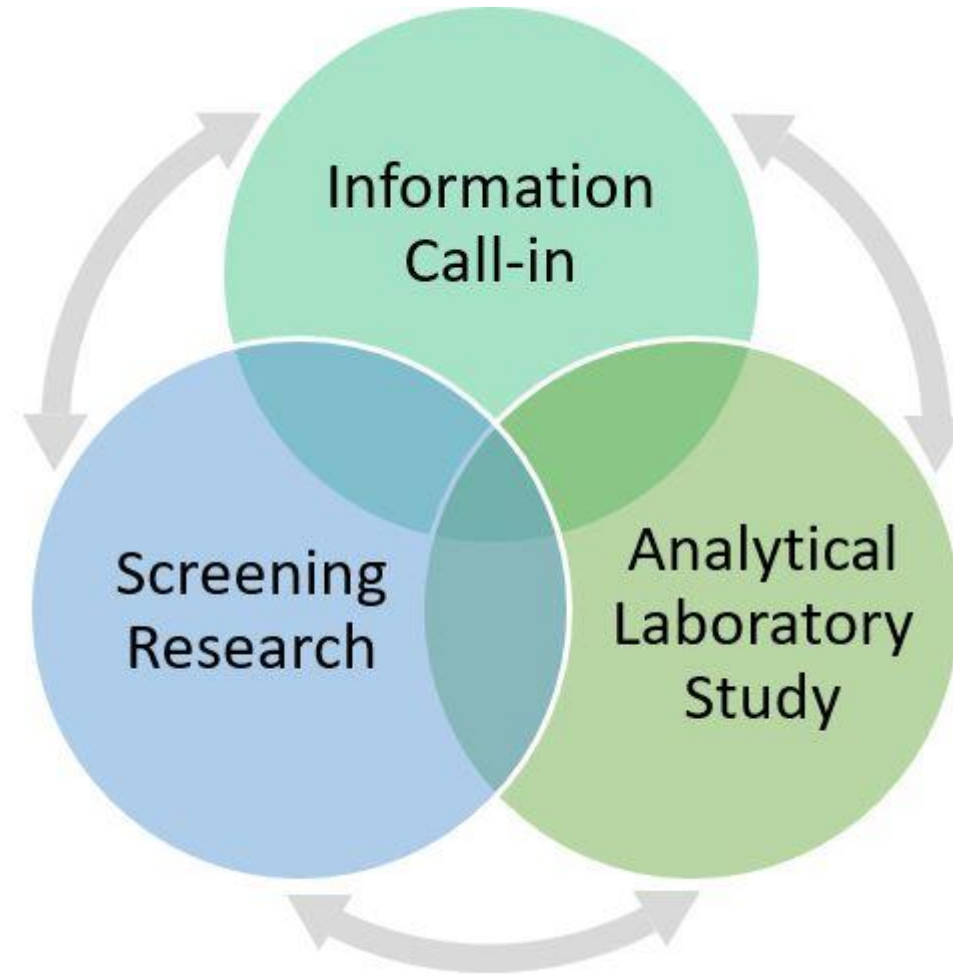 Information
Call-in
Screening
Research
Analytical
Laboratory
Study